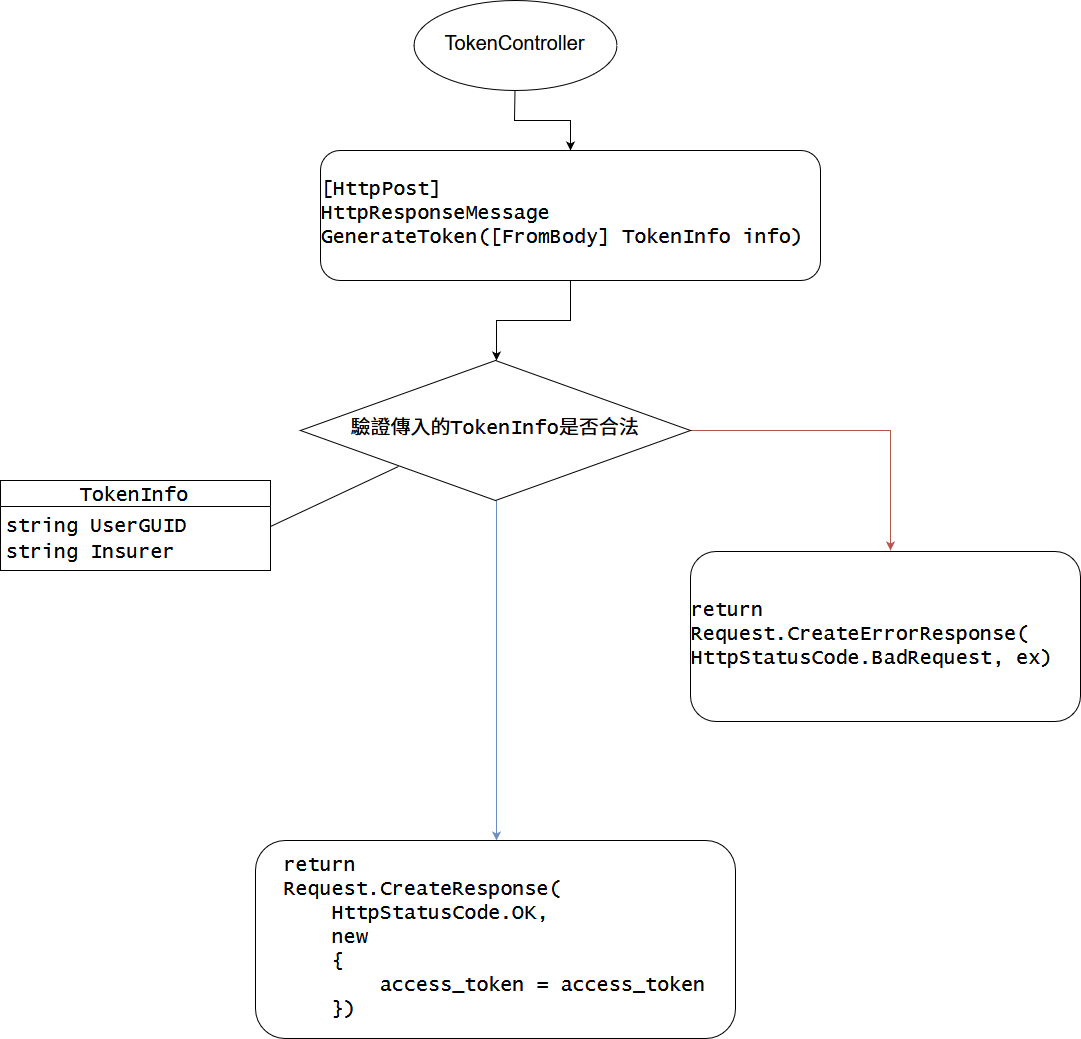 TokenController
[HttpPost]
HttpResponseMessage
GenerateToken([FromBody] TokenInfo info)
驗證傳入的TokenInfo是否合法
TokenInfo
string UserGUID
string Insurer
return
Request.CreateErrorResponse(
HttpStatusCode.BadRequest, ex)
return
Request.CreateResponse(
    HttpStatusCode.OK,
    new
    {
        access_token = access_token
    })